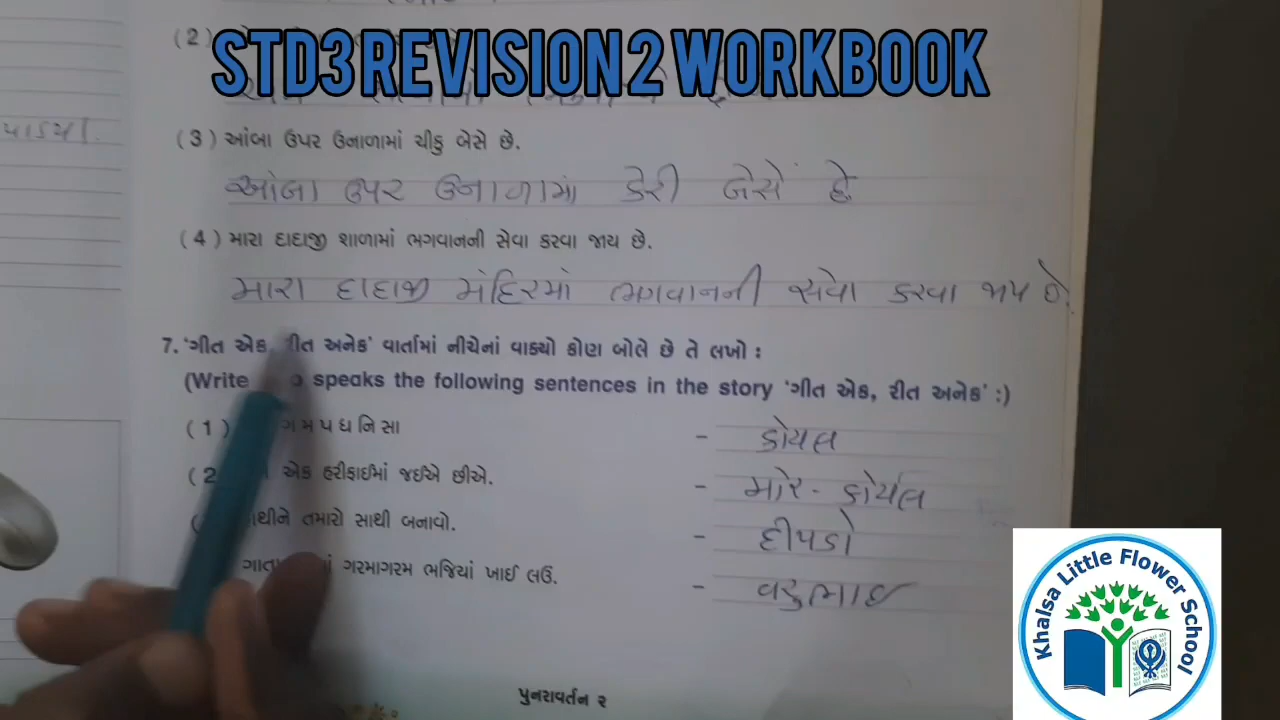 STD3 REVISION 2 WORKBOOK
(2)
(3) આંબા ઉપર ઉનાળામાં ચીકુ બેસે છે.
આંબા ઉપર ઉનાળામાં કેરી બેસે છે.
(4) મારા દાદાજી શાળામાં ભગવાનની સેવા કરવા જાય છે.
મારા દાદાજી મંદિરમાં ભગવાનની સેવા કરવા જાય છે.
7. ‘ગીત એક, રીત અનેક’ વાર્તામાં નીચેનાં વાક્યો કોણ બોલે છે તે લખો :
(Write speaks the following sentences in the story ‘ગીત એક, રીત અનેક’ :)
(1) ગ મ પ ધ નિ સા - કોયલ
એક હરીફાઈમાં જઈએ છીએ. - મોર - કોયલ
તમારો સાથી બનાવો. - દીપડો
ગરમાગરમ ભજિયાં ખાઈ લઉં. - વરુભાઈ
પુનરાવર્તન ૨
Khalsa Little Flower School